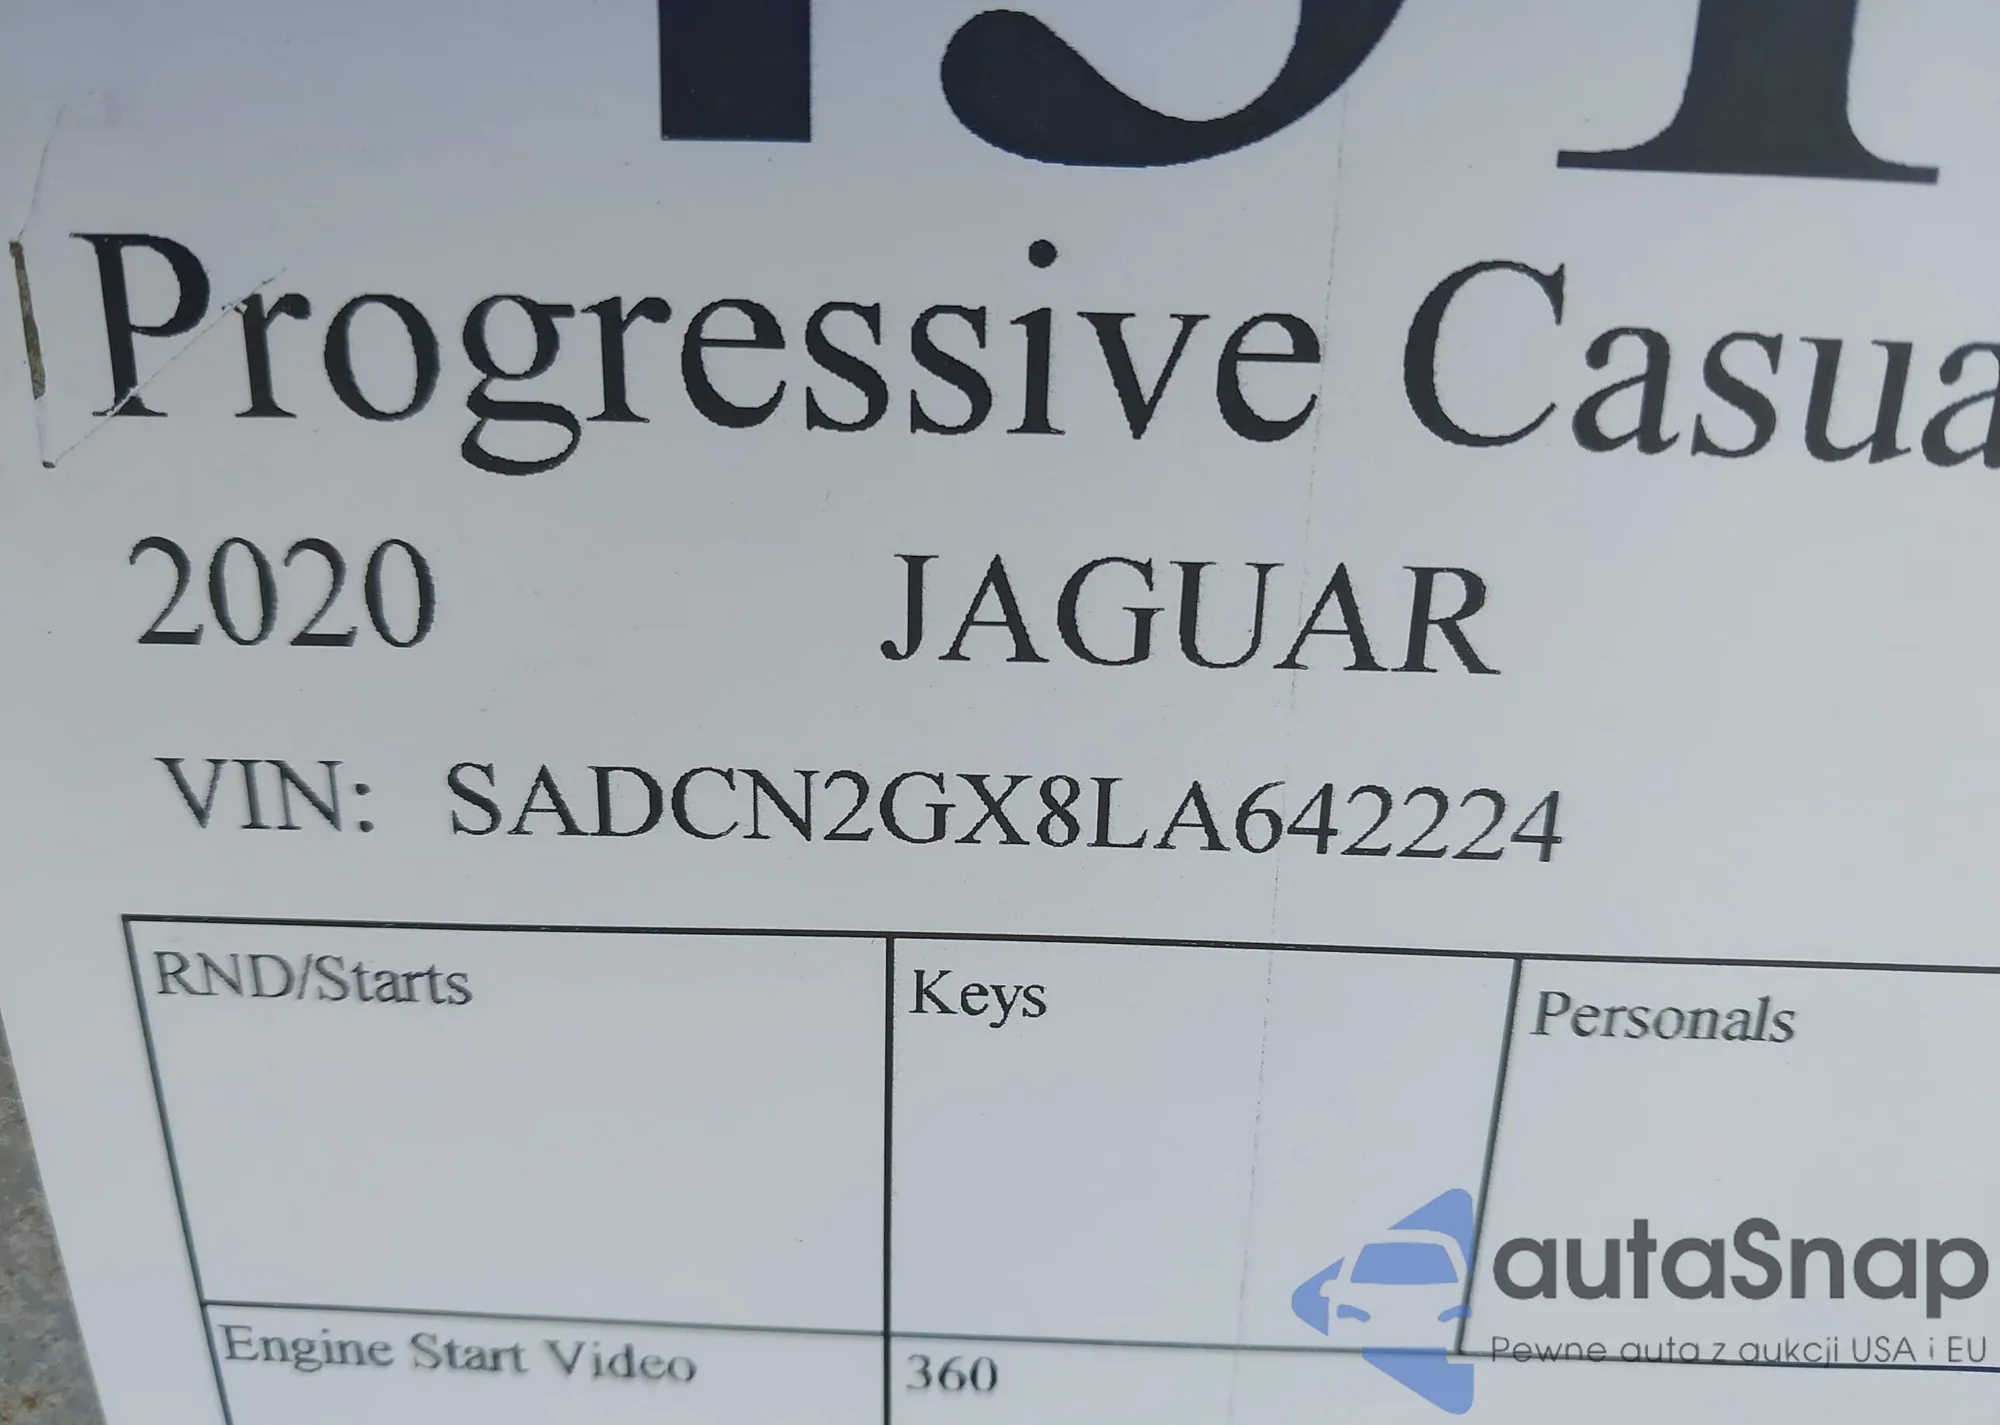 Progressive Casua
2020 JAGUAR
VIN: SADCN2GX8LA642224
RND/Starts Keys Personals
Engine Start Video 360
autaSnap
Pewne auta z aukcji USA i EU